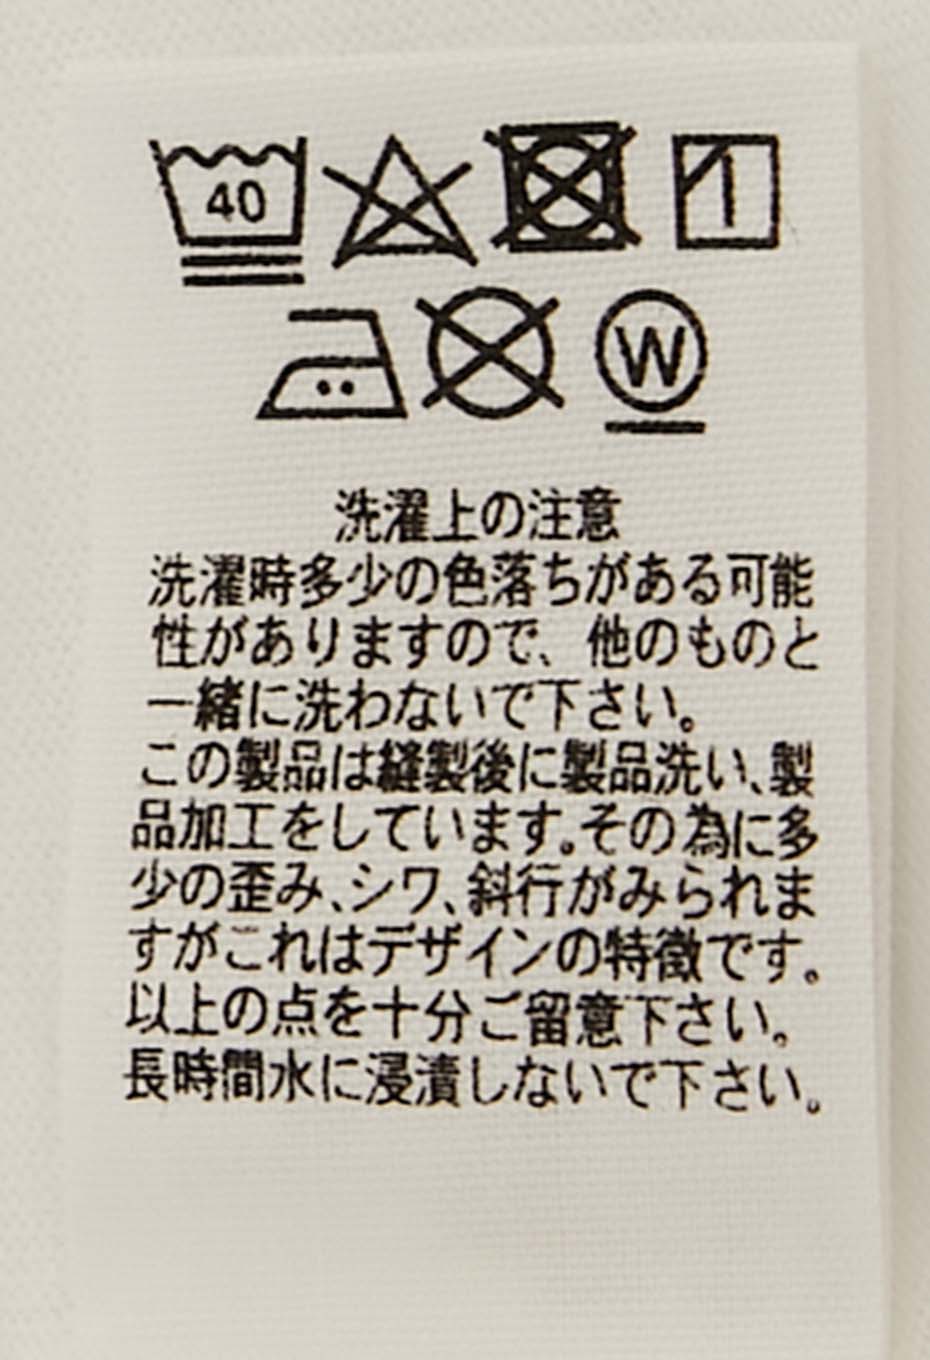 40
W
洗濯上の注意
洗濯時多少の色落ちがある可能
性がありますので、他のものと
一緒に洗わないで下さい。
この製品は縫製後に製品洗い、製
品加工をしています。その為に多
少の歪み、シワ、斜行がみられま
すがこれはデザインの特徴です。
以上の点を十分ご留意下さい。
長時間水に浸漬しないで下さい。